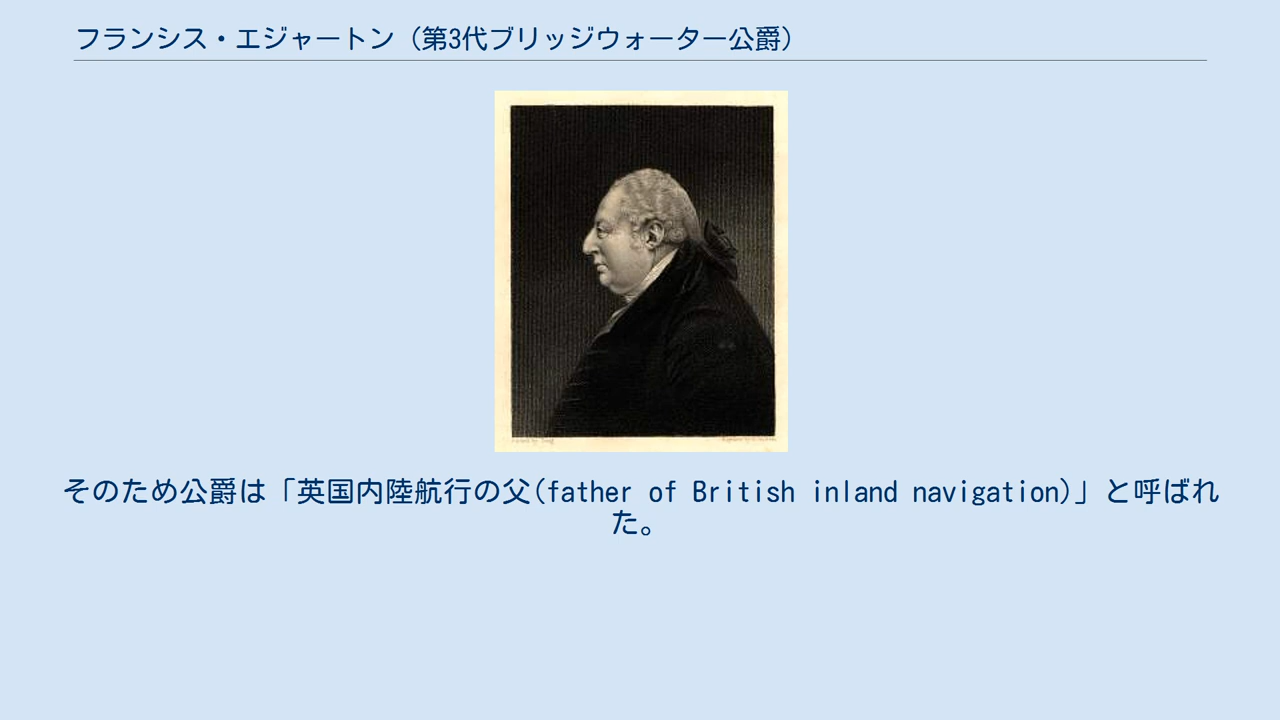 フランシス・エジャートン（第3代ブリッジウォーター公爵）
そのため公爵は「英国内陸航行の父(father of British inland navigation)」と呼ばれ
た。